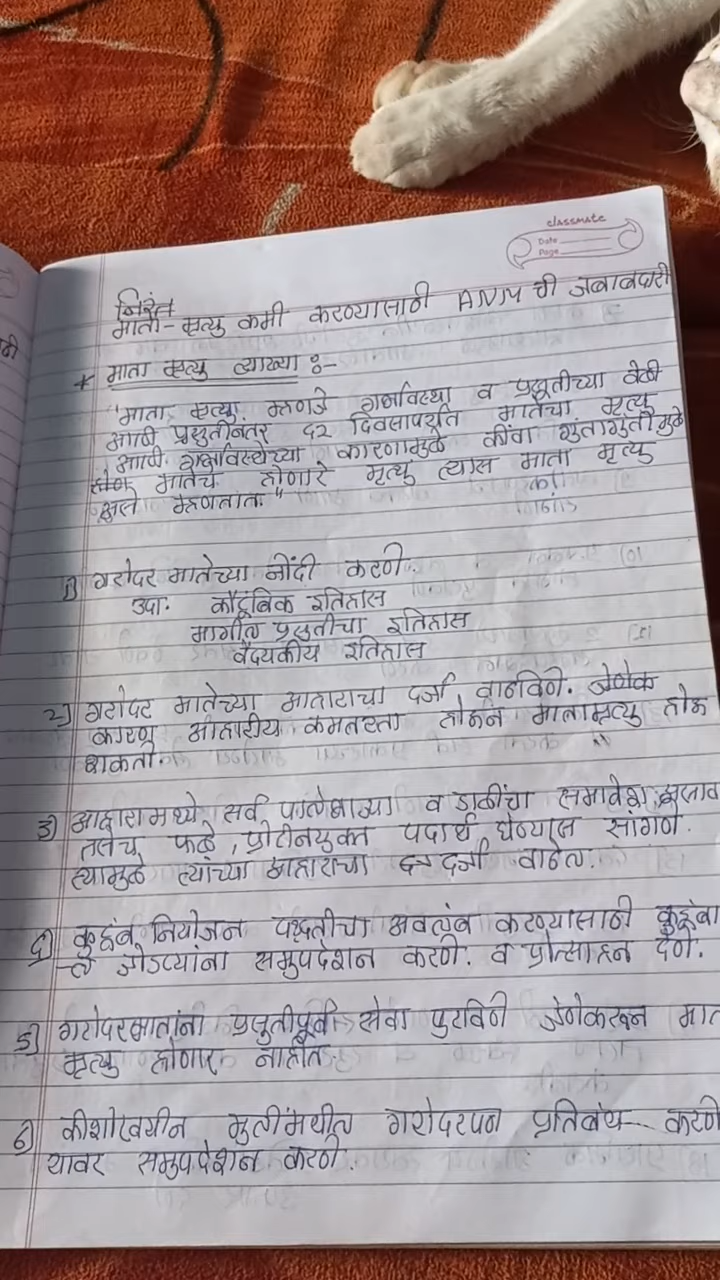 classmate
Date
Page
माता-मृत्यु कमी करण्यासाठी ANM ची जबाबदारी
* माता मृत्यु व्याख्या :-
"माता मृत्यु म्हणजे गर्भावस्था व प्रसूतीच्या वेळी
आणि प्रसुतीनंतर ४२ दिवसापर्यंत मातेचा मृत्यु
आणि गर्भावस्थेच्या कारणामुळे कींवा गुंतागुंतीमुळे
मातेचे होणारे मृत्यु त्यास माता मृत्यु
असे म्हणतात."
1) गरोदर मातेच्या नोंदी करणे.
उदा. कौटूंबिक इतिहास
मागील प्रसुतीचा इतिहास
वैदयकीय इतिहास
2) गरोदर मातेच्या आहाराचा दर्जा वाढविणे. जेणेक
कारण आहारीय कमतरता होऊन मातामृत्यु होऊ
शकतो.
3) आहारामध्ये सर्व पालेभाज्या व डाळींचा समावेश असाव
तसेच फळे, प्रोटीनयुक्त पदार्थ घेण्यास सांगणे.
त्यामुळे त्यांच्या आहाराचा दर्जा वाढेल.
4) कुटूंब नियोजन पद्धतीचा अवलंब करण्यासाठी कुटूंबा
त जोडप्यांना समुपदेशन करणे. व प्रोत्साहन देणे.
5) गरोदरमातांना प्रसुतीपूर्व सेवा पुरविणे जेणेकरून मात
मृत्यु होणार नाहीत.
6) कीशोरवयीन मुलींमधील गरोदरपण प्रतिबंध करणे
यावर समुपदेशन करणे.